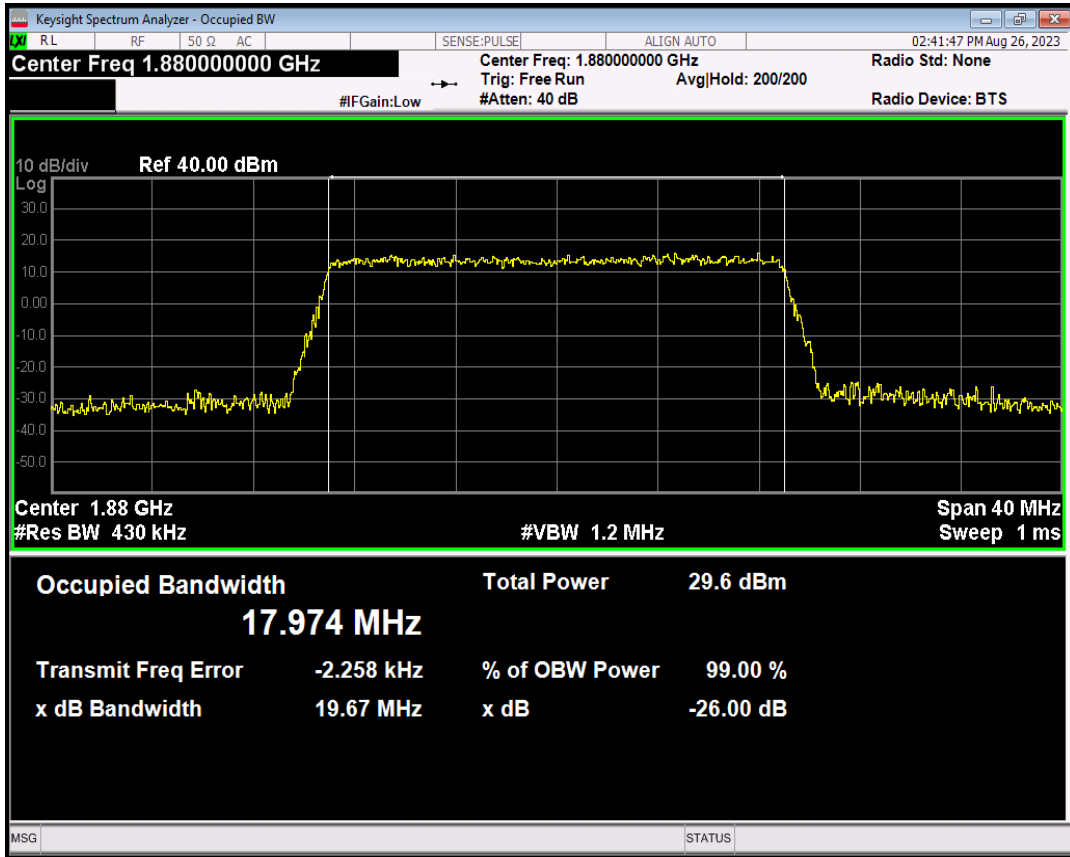 Keysight Spectrum Analyzer - Occupied BW
LXI RL RF 50 Ω AC SENSE:PULSE ALIGN AUTO 02:41:47 PM Aug 26, 2023
Center Freq 1.880000000 GHz Center Freq: 1.880000000 GHz Radio Std: None
Trig: Free Run Avg|Hold: 200/200
#IFGain:Low #Atten: 40 dB Radio Device: BTS
10 dB/div Ref 40.00 dBm
Log
30.0
20.0
10.0
0.00
-10.0
-20.0
-30.0
-40.0
-50.0
Center 1.88 GHz Span 40 MHz
#Res BW 430 kHz #VBW 1.2 MHz Sweep 1 ms
Occupied Bandwidth Total Power 29.6 dBm
17.974 MHz
Transmit Freq Error -2.258 kHz % of OBW Power 99.00 %
x dB Bandwidth 19.67 MHz x dB -26.00 dB
MSG STATUS